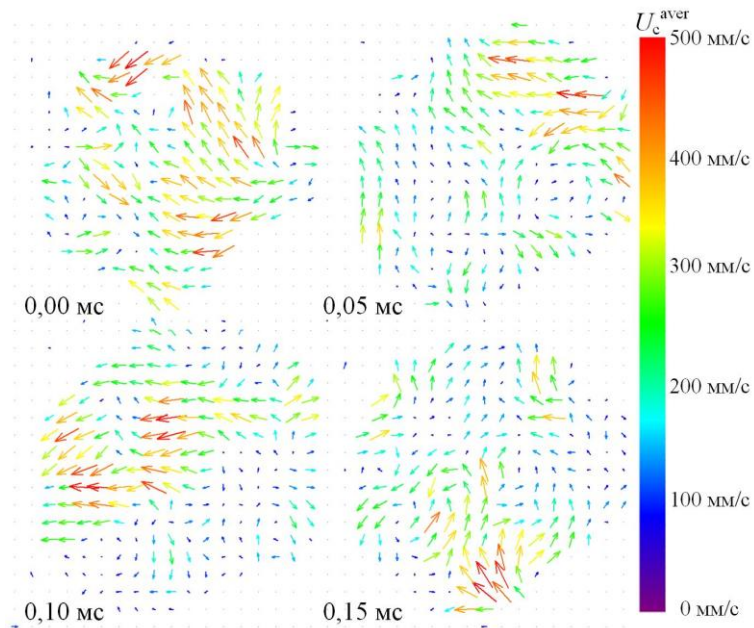 U_c^aver
500 мм/с
400 мм/с
300 мм/с
200 мм/с
100 мм/с
0 мм/с
0,00 мс
0,05 мс
0,10 мс
0,15 мс